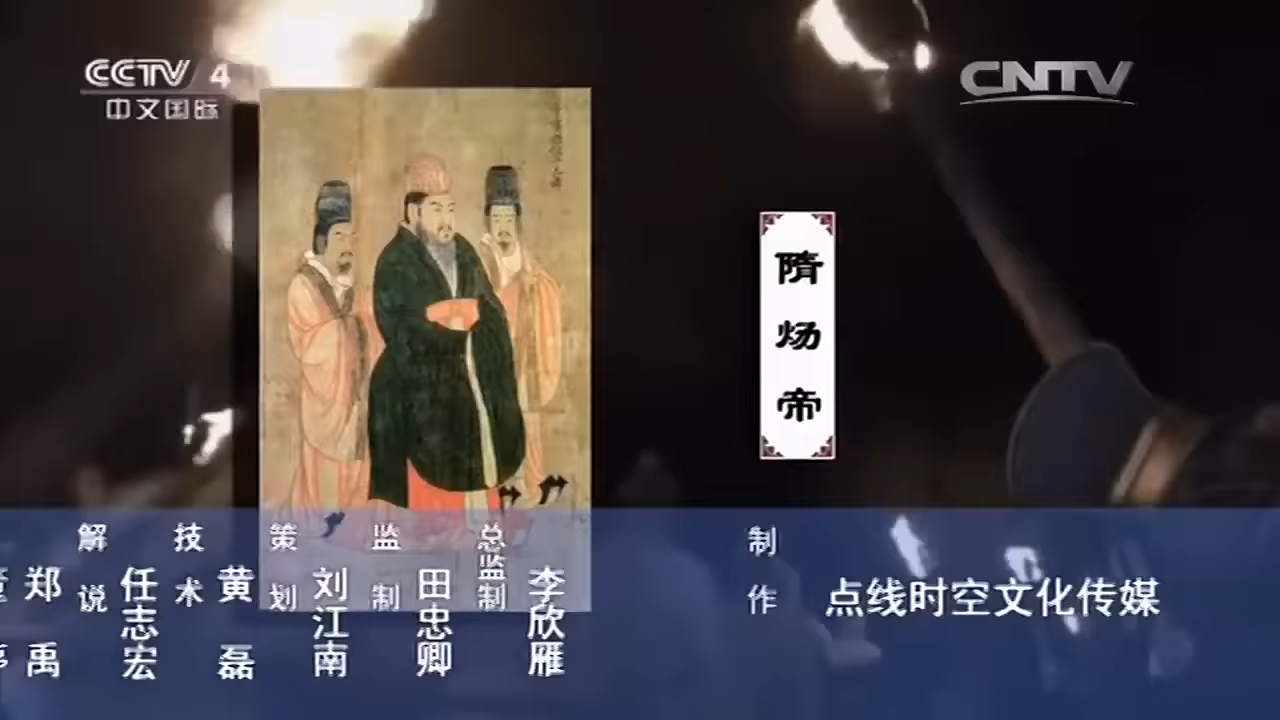 CCTV 4
中文国际
CNTV
隋炀帝
郑禹
解说
任志宏
技术
黄磊
策划
刘江南
监制
田忠卿
总监制
李欣雁
制作
点线时空文化传媒